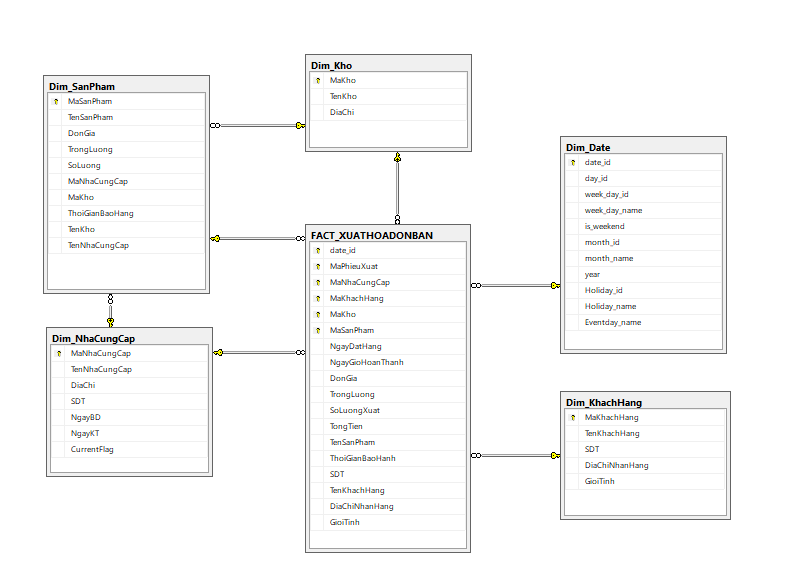 Dim_Kho
MaKho
TenKho
DiaChi
Dim_SanPham
MaSanPham
TenSanPham
DonGia
TrongLuong
SoLuong
MaNhaCungCap
MaKho
ThoiGianBaoHang
TenKho
TenNhaCungCap
Dim_Date
date_id
day_id
week_day_id
week_day_name
is_weekend
month_id
month_name
year
Holiday_id
Holiday_name
Eventday_name
FACT_XUATHOADONBAN
date_id
MaPhieuXuat
MaNhaCungCap
MaKhachHang
MaKho
MaSanPham
NgayDatHang
NgayGioHoanThanh
DonGia
TrongLuong
SoLuongXuat
TongTien
TenSanPham
ThoiGianBaoHanh
SDT
TenKhachHang
DiaChiNhanHang
GioiTinh
Dim_NhaCungCap
MaNhaCungCap
TenNhaCungCap
DiaChi
SDT
NgayBD
NgayKT
CurrentFlag
Dim_KhachHang
MaKhachHang
TenKhachHang
SDT
DiaChiNhanHang
GioiTinh